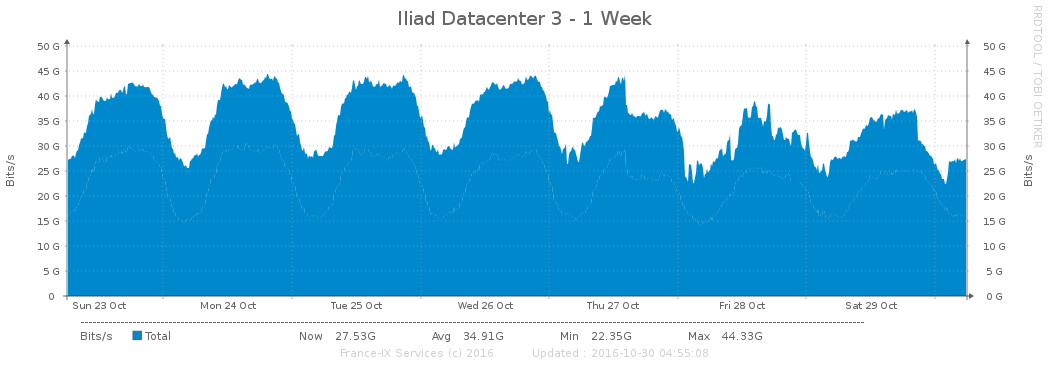 Iliad Datacenter 3 - 1 Week
RRDTOOL / TOBI OETIKER
Bits/s
50 G
45 G
40 G
35 G
30 G
25 G
20 G
15 G
10 G
5 G
0
50 G
45 G
40 G
35 G
30 G
25 G
20 G
15 G
10 G
5 G
0 G
Bits/s
Sun 23 Oct Mon 24 Oct Tue 25 Oct Wed 26 Oct Thu 27 Oct Fri 28 Oct Sat 29 Oct
Bits/s Total Now 27.53G Avg 34.91G Min 22.35G Max 44.33G
France-IX Services (c) 2016 Updated : 2016-10-30 04:55:08